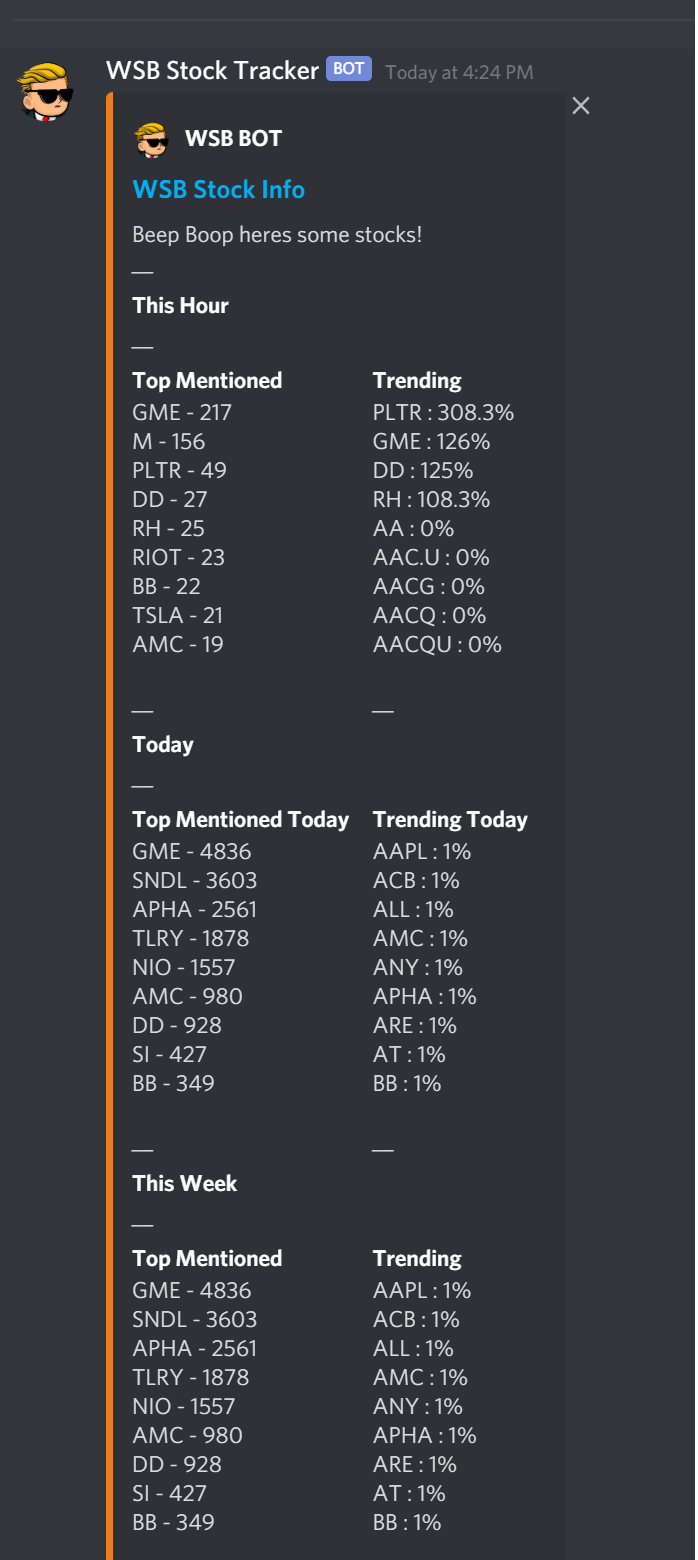 WSB Stock Tracker BOT Today at 4:24 PM
WSB BOT
WSB Stock Info
Beep Boop heres some stocks!
—
This Hour
—
Top Mentioned Trending
GME - 217 PLTR : 308.3%
M - 156 GME : 126%
PLTR - 49 DD : 125%
DD - 27 RH : 108.3%
RH - 25 AA : 0%
RIOT - 23 AAC.U : 0%
BB - 22 AACG : 0%
TSLA - 21 AACQ : 0%
AMC - 19 AACQU : 0%
— —
Today
—
Top Mentioned Today Trending Today
GME - 4836 AAPL : 1%
SNDL - 3603 ACB : 1%
APHA - 2561 ALL : 1%
TLRY - 1878 AMC : 1%
NIO - 1557 ANY : 1%
AMC - 980 APHA : 1%
DD - 928 ARE : 1%
SI - 427 AT : 1%
BB - 349 BB : 1%
— —
This Week
—
Top Mentioned Trending
GME - 4836 AAPL : 1%
SNDL - 3603 ACB : 1%
APHA - 2561 ALL : 1%
TLRY - 1878 AMC : 1%
NIO - 1557 ANY : 1%
AMC - 980 APHA : 1%
DD - 928 ARE : 1%
SI - 427 AT : 1%
BB - 349 BB : 1%